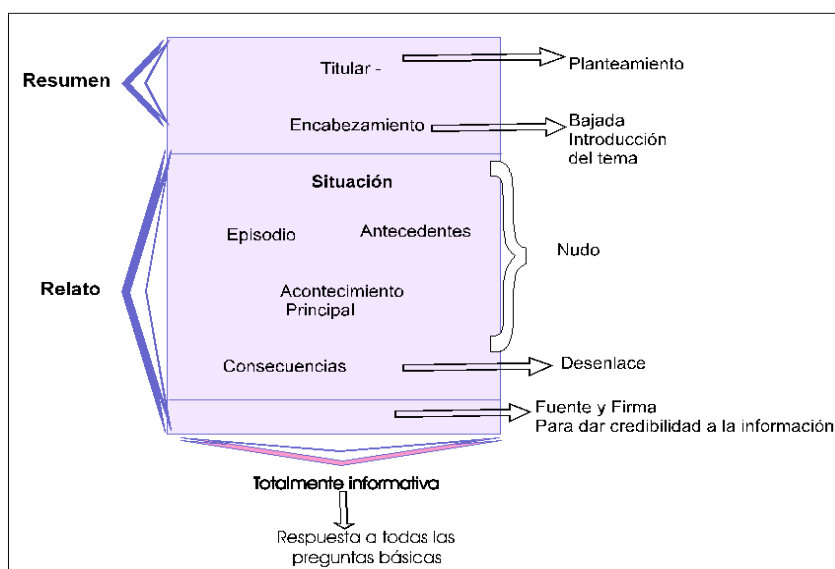 Resumen
Titular -
Planteamiento
Encabezamiento
Bajada
Introducción
del tema
Situación
Episodio
Antecedentes
Nudo
Relato
Acontecimiento
Principal
Consecuencias
Desenlace
Fuente y Firma
Para dar credibilidad a la información
Totalmente informativa
Respuesta a todas las
preguntas básicas